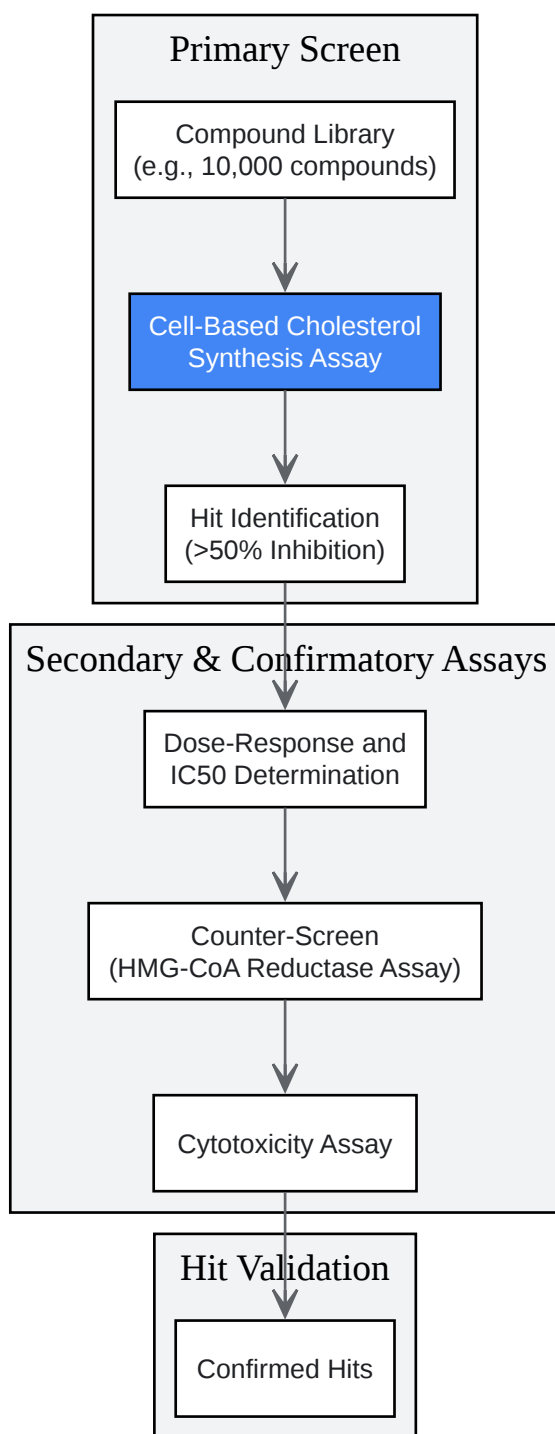 Primary Screen
Compound Library
(e.g., 10,000 compounds)
Cell-Based Cholesterol
Synthesis Assay
Hit Identification
(>50% Inhibition)
Secondary & Confirmatory Assays
Dose-Response and
IC50 Determination
Counter-Screen
(HMG-CoA Reductase Assay)
Cytotoxicity Assay
Hit Validation
Confirmed Hits